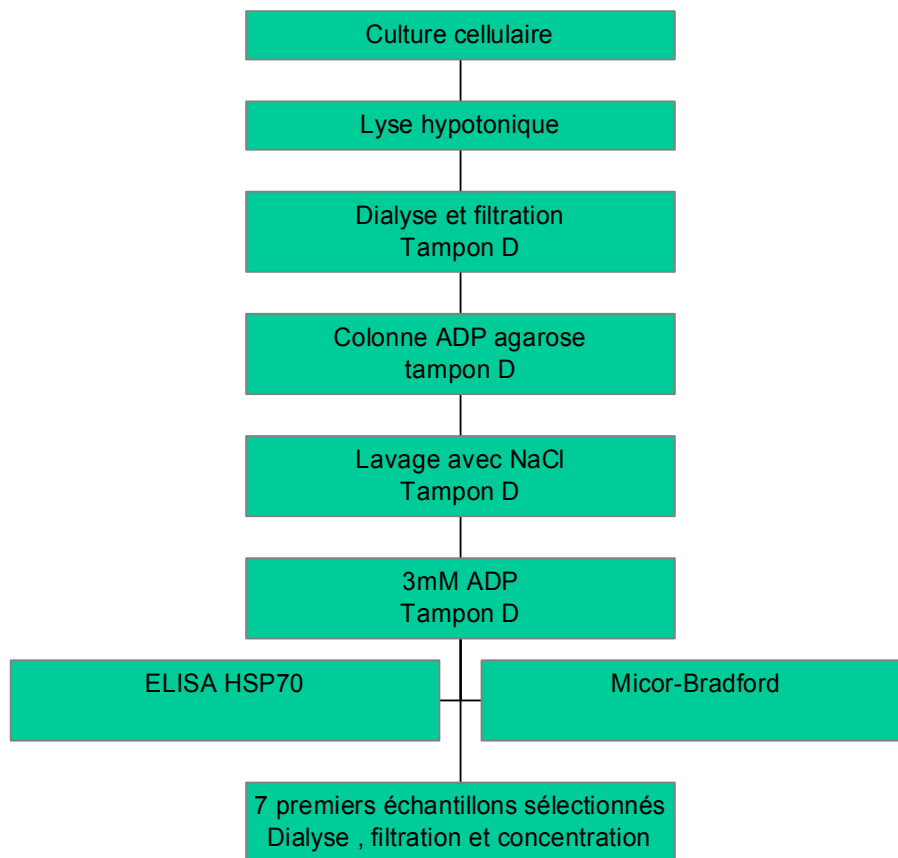 Culture cellulaire
Lyse hypotonique
Dialyse et filtration
Tampon D
Colonne ADP agarose
tampon D
Lavage avec NaCl
Tampon D
3mM ADP
Tampon D
ELISA HSP70
Micor-Bradford
7 premiers échantillons sélectionnés
Dialyse , filtration et concentration